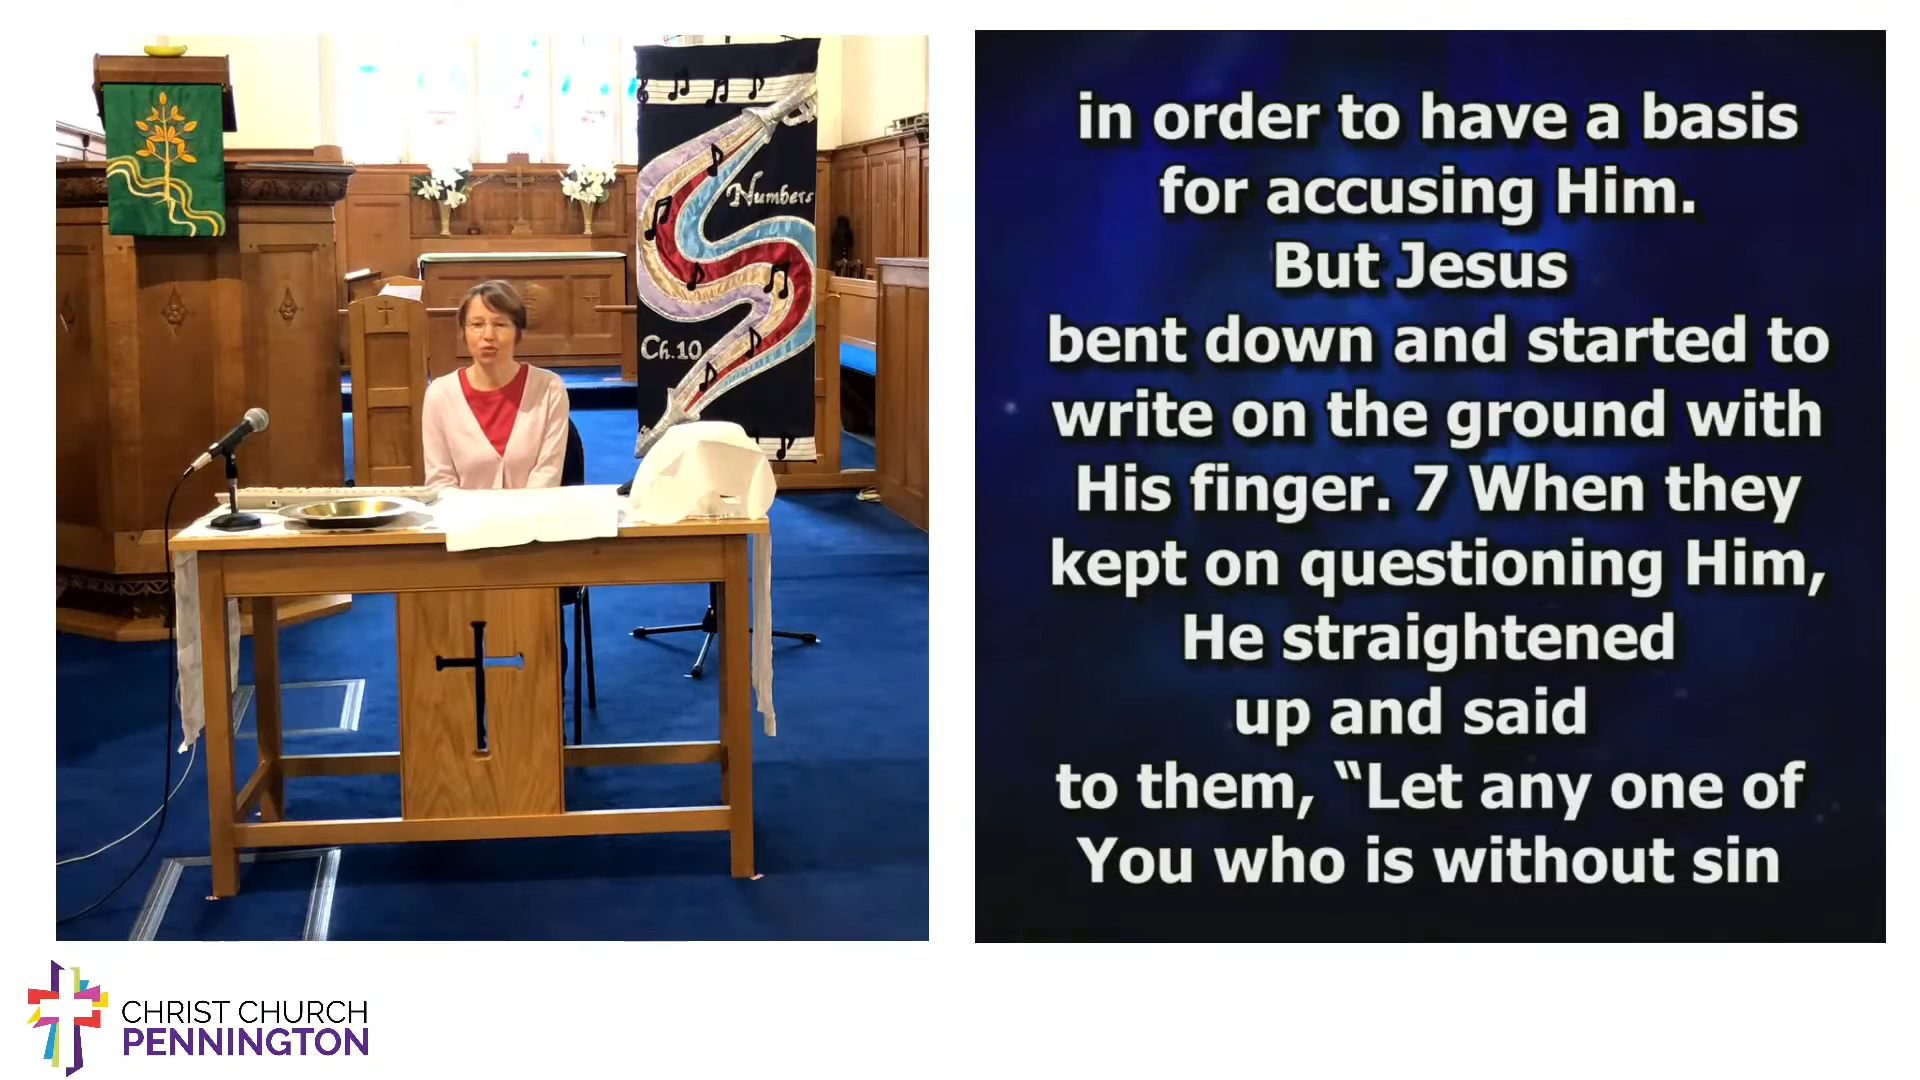 Numbers
Ch.10
in order to have a basis
for accusing Him.
But Jesus
bent down and started to
write on the ground with
His finger. 7 When they
kept on questioning Him,
He straightened
up and said
to them, “Let any one of
You who is without sin
CHRIST CHURCH
PENNINGTON